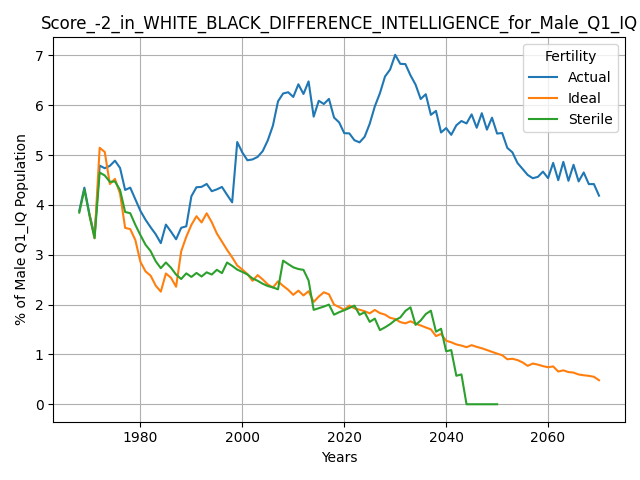 Score_-2_in_WHITE_BLACK_DIFFERENCE_INTELLIGENCE_for_Male_Q1_IQ
Fertility
Actual
Ideal
Sterile
% of Male Q1_IQ Population
7
6
5
4
3
2
1
0
1980 2000 2020 2040 2060
Years